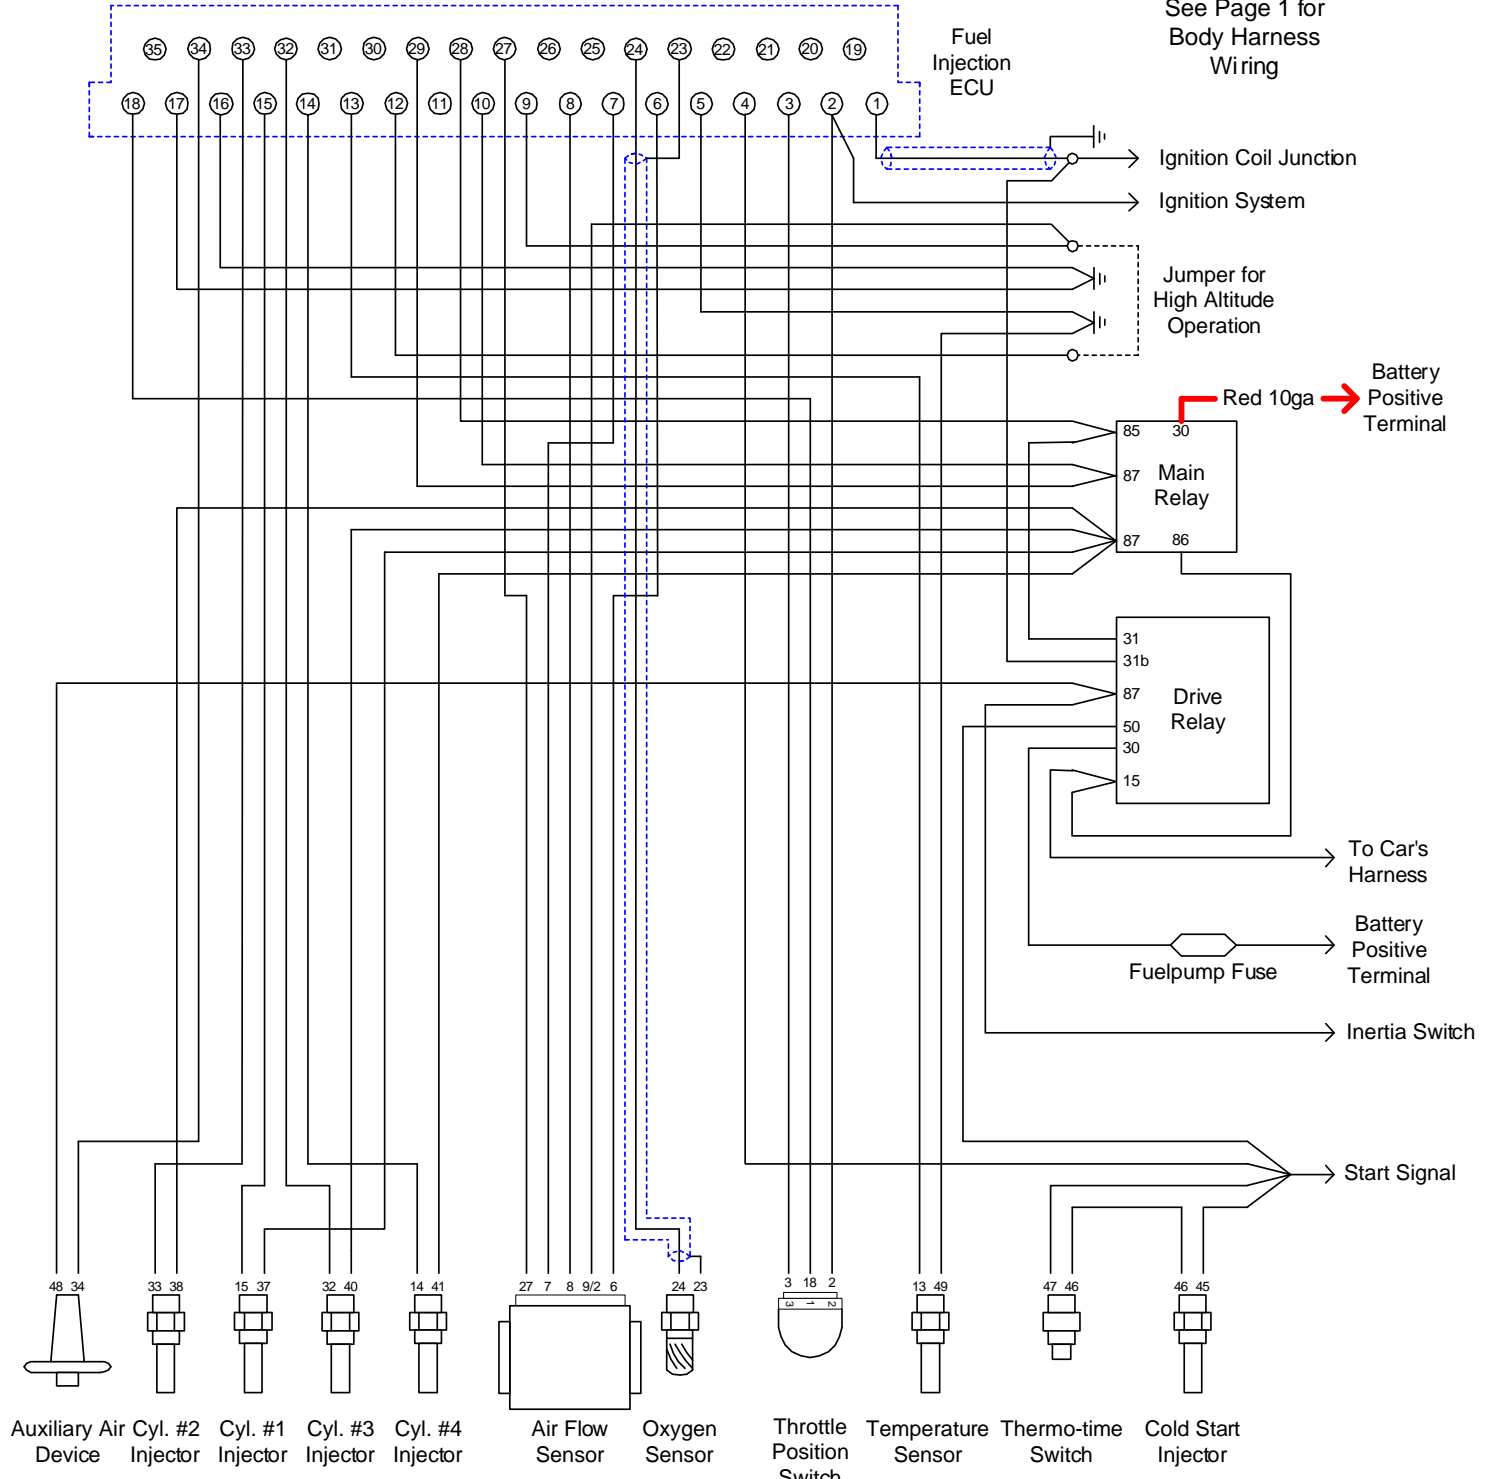 See Page 1 for
Body Harness
Wiring
35 34 33 32 31 30 29 28 27 26 25 24 23 22 21 20 19
Fuel
Injection
ECU
18 17 16 15 14 13 12 11 10 9 8 7 6 5 4 3 2 1
Ignition Coil Junction
Ignition System
Jumper for
High Altitude
Operation
Red 10ga
Battery
Positive
Terminal
85 30
87
Main
Relay
87 86
31
31b
87
50
30
15
Drive
Relay
To Car's
Harness
Battery
Positive
Terminal
Fuelpump Fuse
Inertia Switch
Start Signal
48 34 33 38 15 37 32 40 14 41 27 7 8 9/2 6 24 23 3 18 2 13 49 47 46 46 45
3 1 2
Auxiliary Air
Device
Cyl. #2
Injector
Cyl. #1
Injector
Cyl. #3
Injector
Cyl. #4
Injector
Air Flow
Sensor
Oxygen
Sensor
Throttle
Position
Switch
Temperature
Sensor
Thermo-time
Switch
Cold Start
Injector